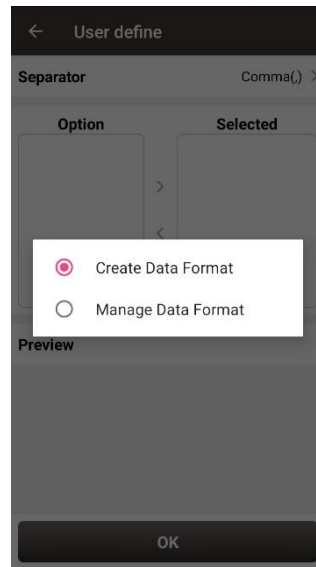 User define
Separator Comma(,)
Option Selected
Create Data Format
Manage Data Format
Preview
OK